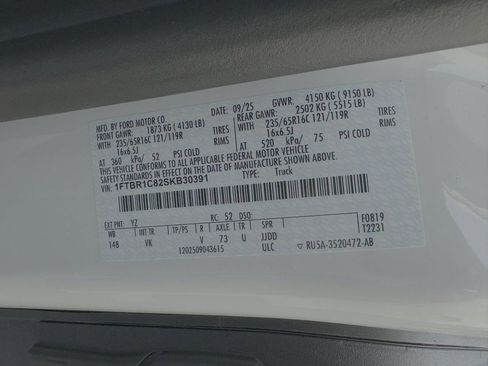 MFD. BY FORD MOTOR CO.
DATE: 09/25 GVWR: 4150 KG ( 9150 LB)
FRONT GAWR: 1873 KG ( 4130 LB) REAR GAWR: 2502 KG ( 5515 LB)
WITH 235/65R16C 121/119R TIRES WITH 235/65R16C 121/119R TIRES
16x6.5J 16x6.5J
AT 360 kPa/ 52 PSI COLD AT 520 kPa/ 75 PSI COLD
THIS VEHICLE CONFORMS TO ALL APPLICABLE FEDERAL MOTOR VEHICLE
SAFETY STANDARDS IN EFFECT ON THE DATE OF MANUFACTURE SHOWN ABOVE.
VIN: 1FTBR1C82SKB30391
TYPE: Truck
EXT PNT: YZ RC: 52 DSO: F0819
WB INT TR TP/PS R AXLE TR SPR T2231
148 VK V 73 U JJDD
1202509043615 ULC ▽ RU5A-3520472-AB